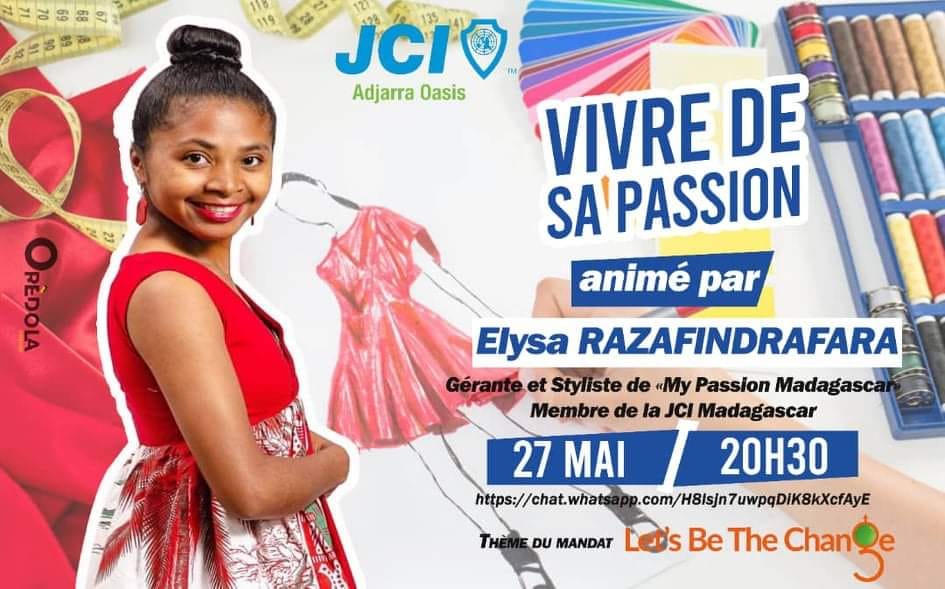 JCI
TM
Adjarra Oasis
VIVRE DE
SA PASSION
animé par
Elysa RAZAFINDRAFARA
Gérante et Styliste de «My Passion Madagascar»
Membre de la JCI Madagascar
27 MAI / 20H30
https://chat.whatsapp.com/H8lsjn7uwpqDiK8kXcfAyE
THÈME DU MANDAT Let's Be The Change
ORÈDOLA